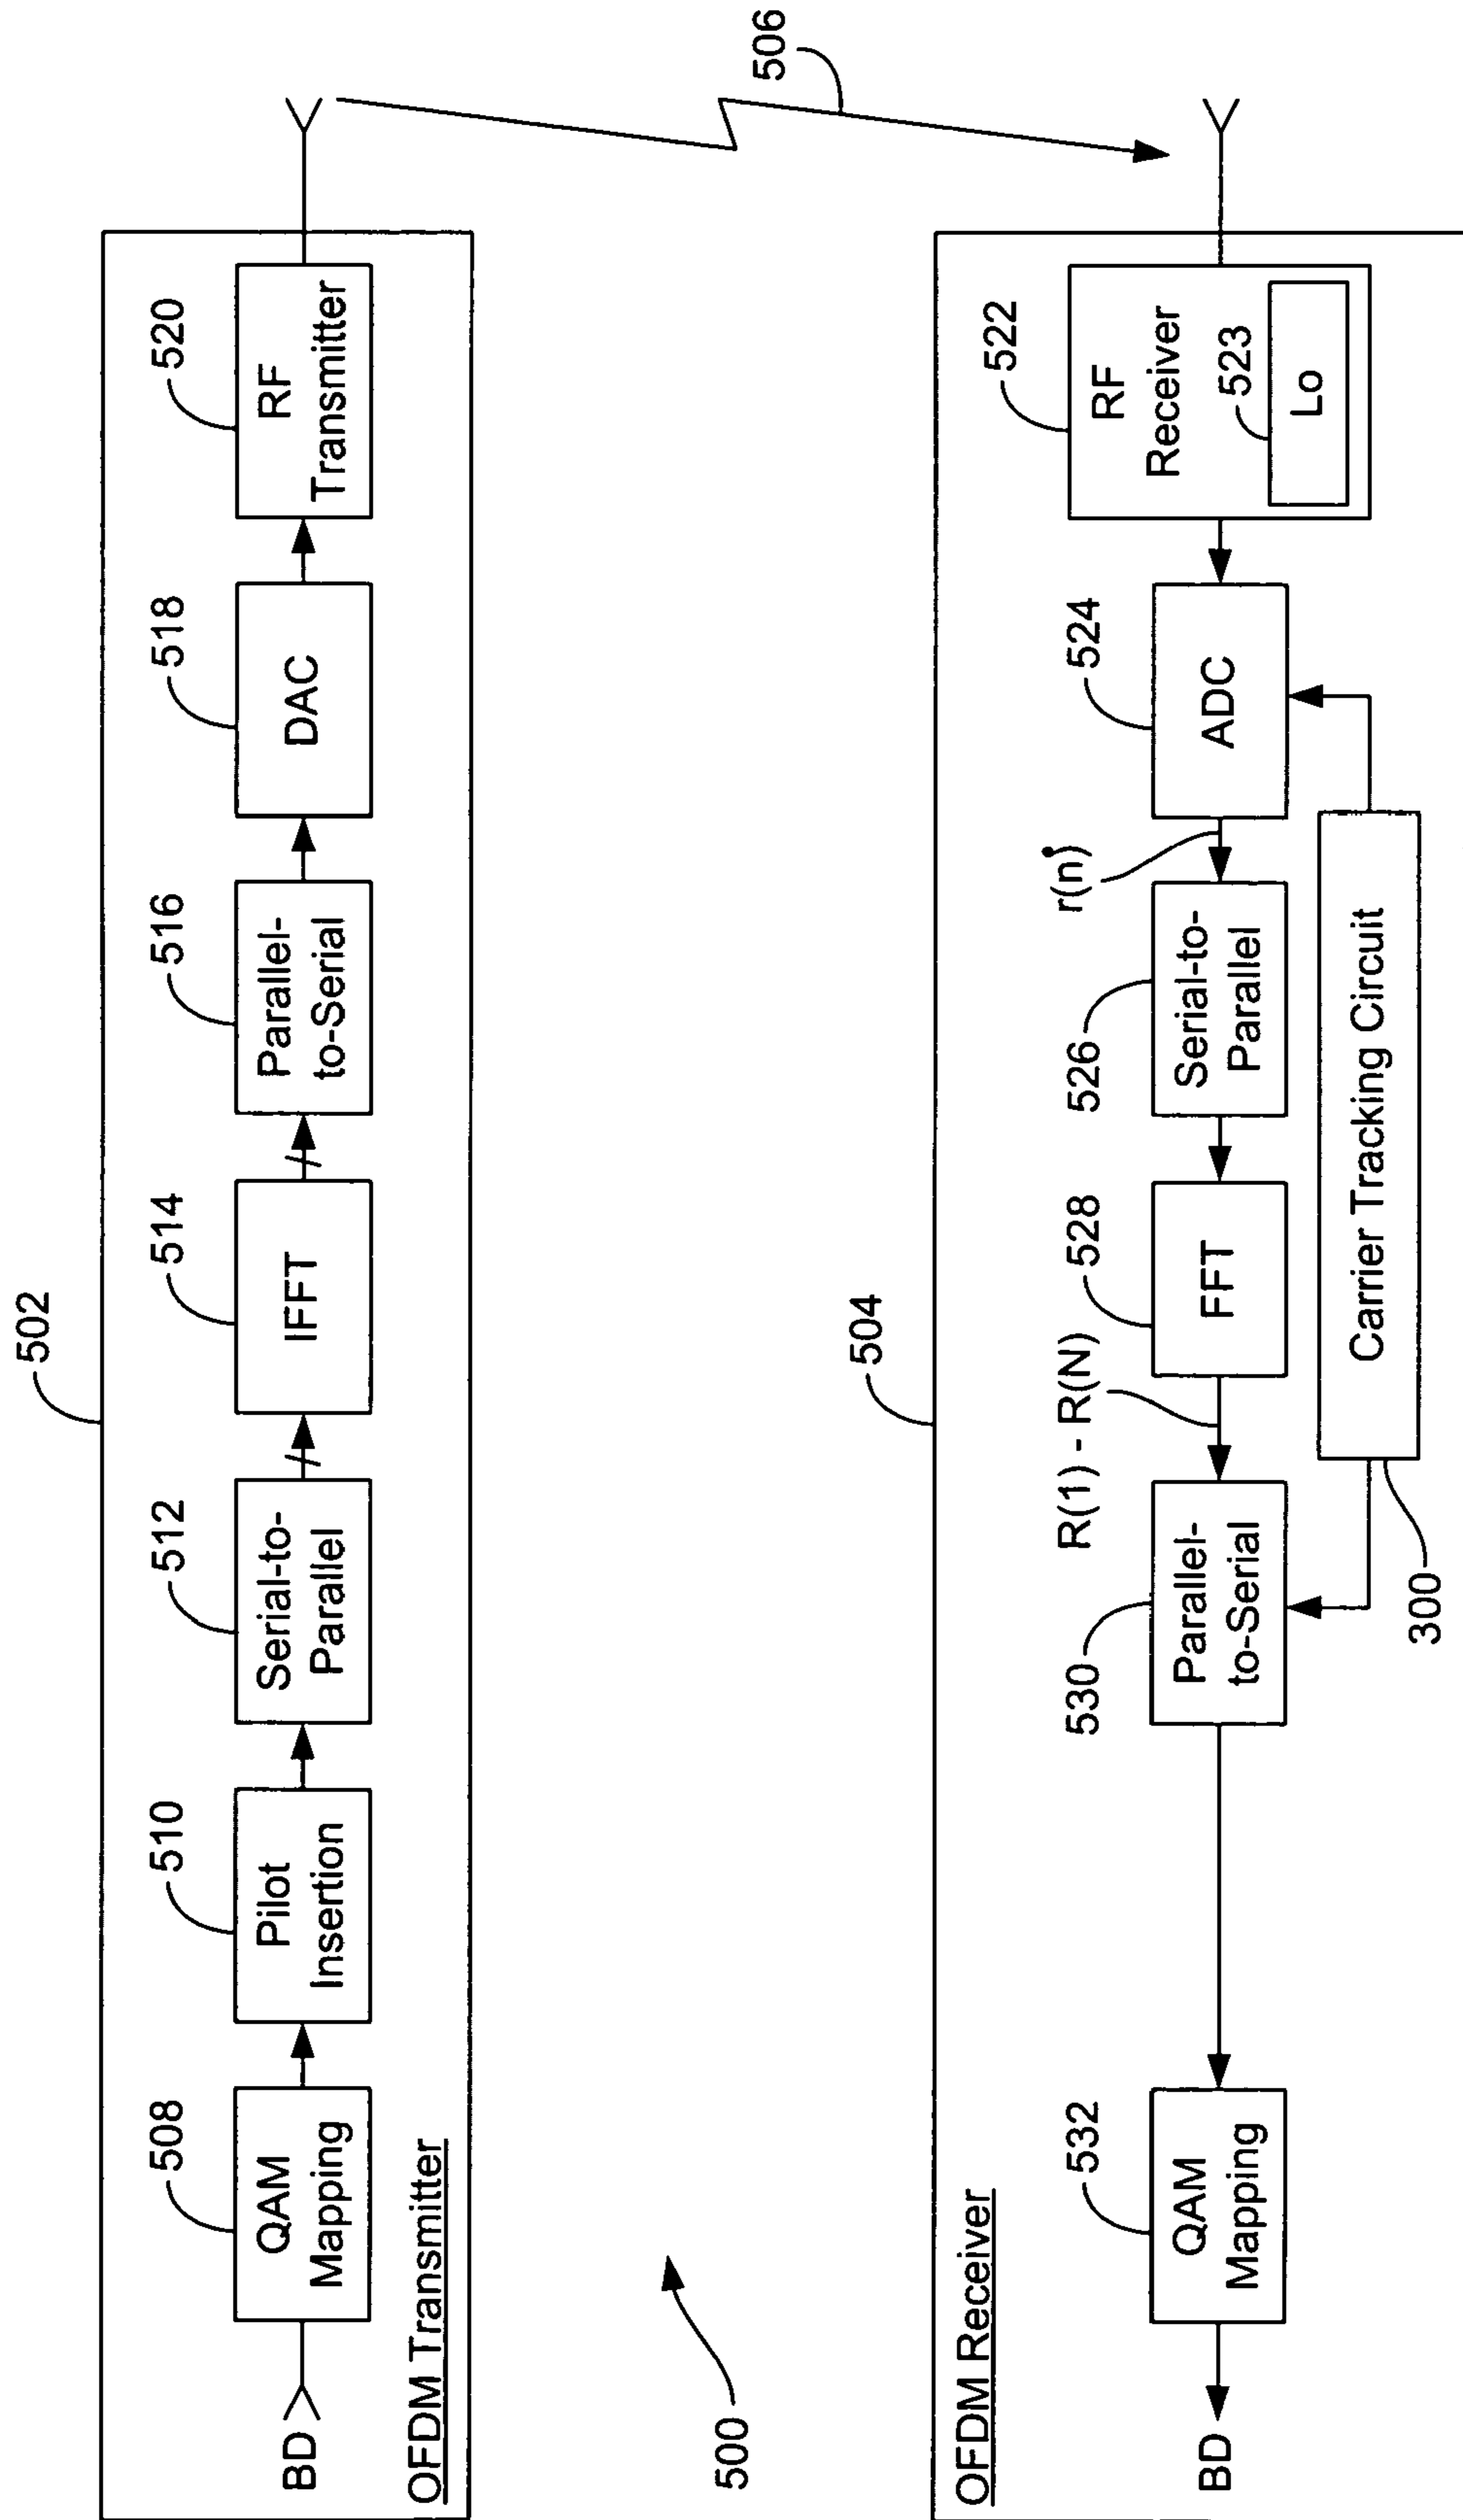 500
502
OFDM Transmitter
BD
508
QAM
Mapping
510
Pilot
Insertion
512
Serial-to-
Parallel
514
IFFT
516
Parallel-
to-Serial
518
DAC
520
RF
Transmitter
506
504
OFDM Receiver
BD
532
QAM
Mapping
530
Parallel-
to-Serial
R(1) - R(N)
528
FFT
526
Serial-to-
Parallel
r(n)
524
ADC
522
RF
Receiver
523
Lo
300
Carrier Tracking Circuit